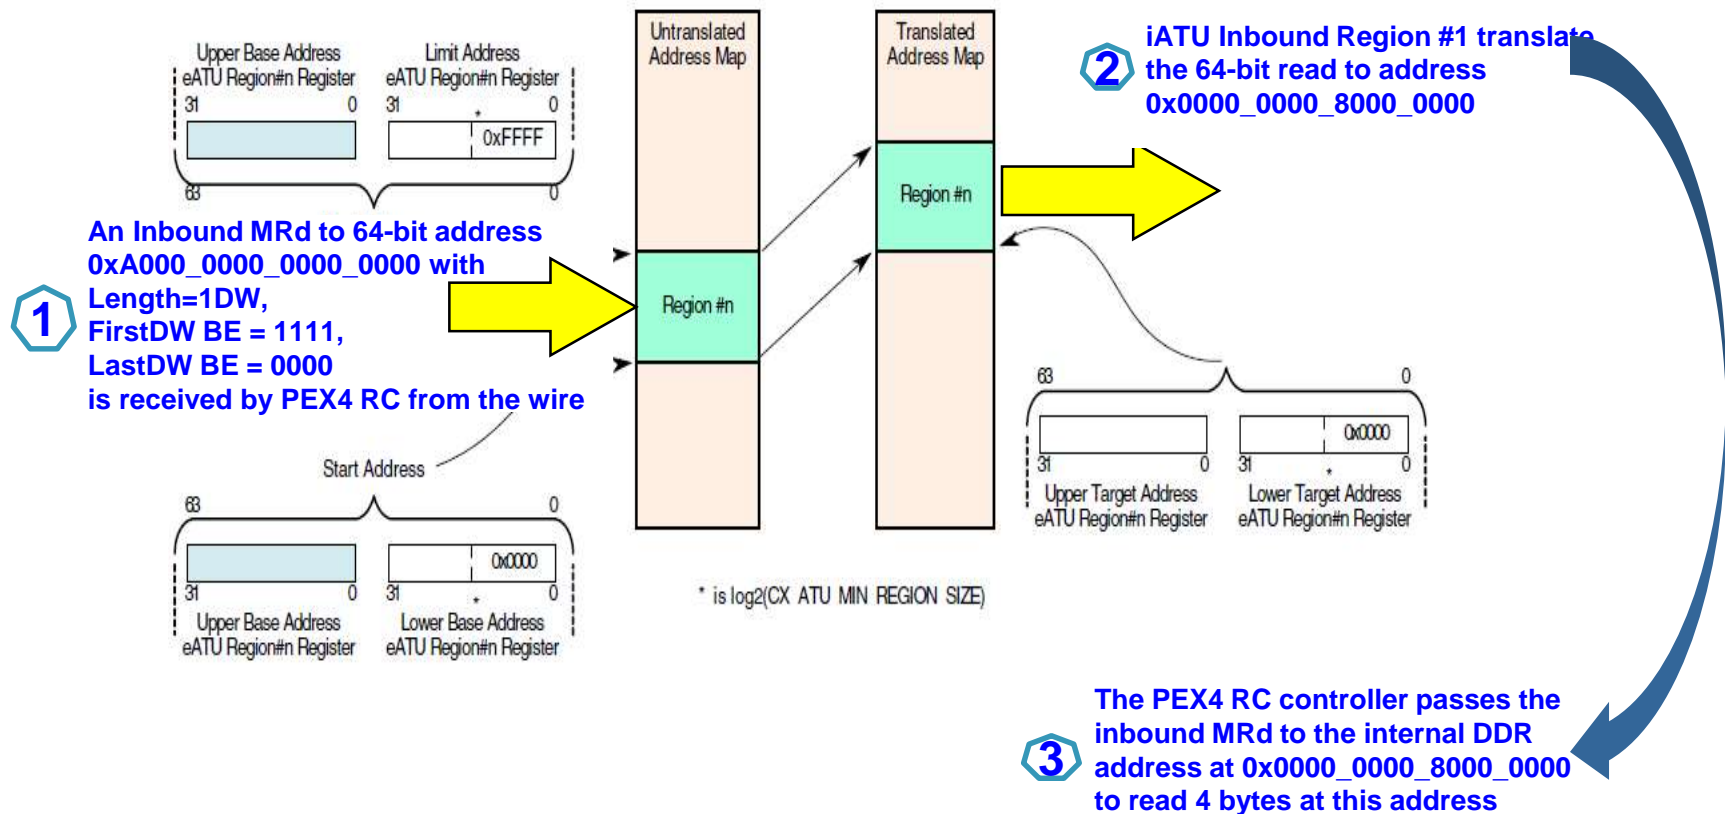 Upper Base Address
eATU Region#n Register
31 0
63
Limit Address
eATU Region#n Register
31 * 0
0xFFFF
0
1
An Inbound MRd to 64-bit address
0xA000_0000_0000_0000 with
Length=1DW,
FirstDW BE = 1111,
LastDW BE = 0000
is received by PEX4 RC from the wire
Start Address
63 0
0x0000
31 0
31 * 0
Upper Base Address
eATU Region#n Register
Lower Base Address
eATU Region#n Register
Untranslated
Address Map
Region #n
Translated
Address Map
Region #n
* is log2(CX ATU MIN REGION SIZE)
2
iATU Inbound Region #1 translate
the 64-bit read to address
0x0000_0000_8000_0000
63 0
0x0000
31 0
31 * 0
Upper Target Address
eATU Region#n Register
Lower Target Address
eATU Region#n Register
3
The PEX4 RC controller passes the
inbound MRd to the internal DDR
address at 0x0000_0000_8000_0000
to read 4 bytes at this address